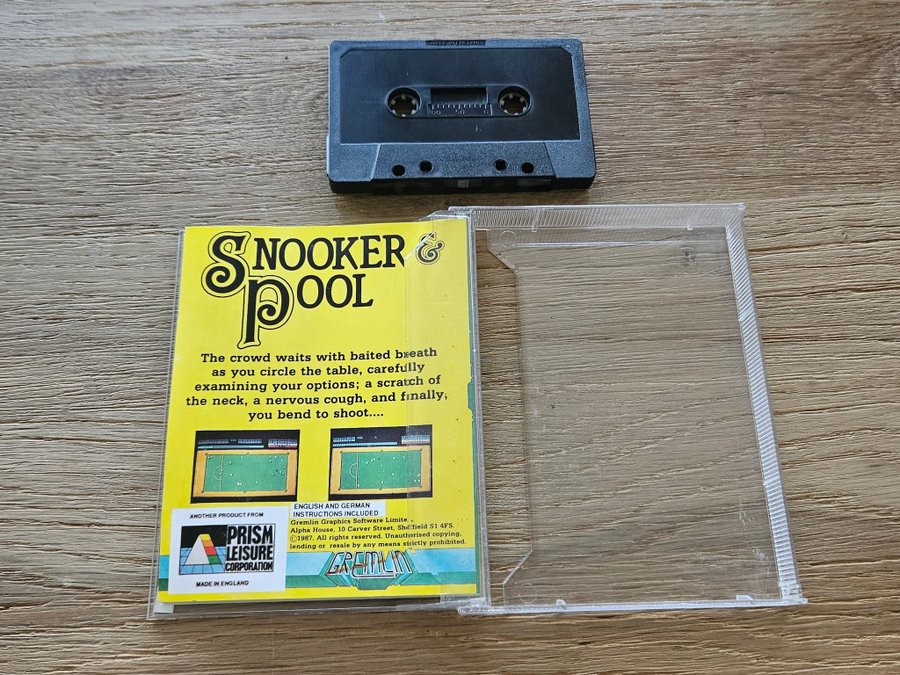 100 50 0
SNOOKER &
POOL
The crowd waits with baited breath
as you circle the table, carefully
examining your options; a scratch of
the neck, a nervous cough, and finally,
you bend to shoot....
ANOTHER PRODUCT FROM
PRISM
LEISURE
CORPORATION
MADE IN ENGLAND
ENGLISH AND GERMAN
INSTRUCTIONS INCLUDED
Gremlin Graphics Software Limite
Alpha House, 10 Carver Street, Sheffield S1 4FS.
©1987. All rights reserved. Unauthorised copying,
lending or resale by any means strictly prohibited.
GREMLIN